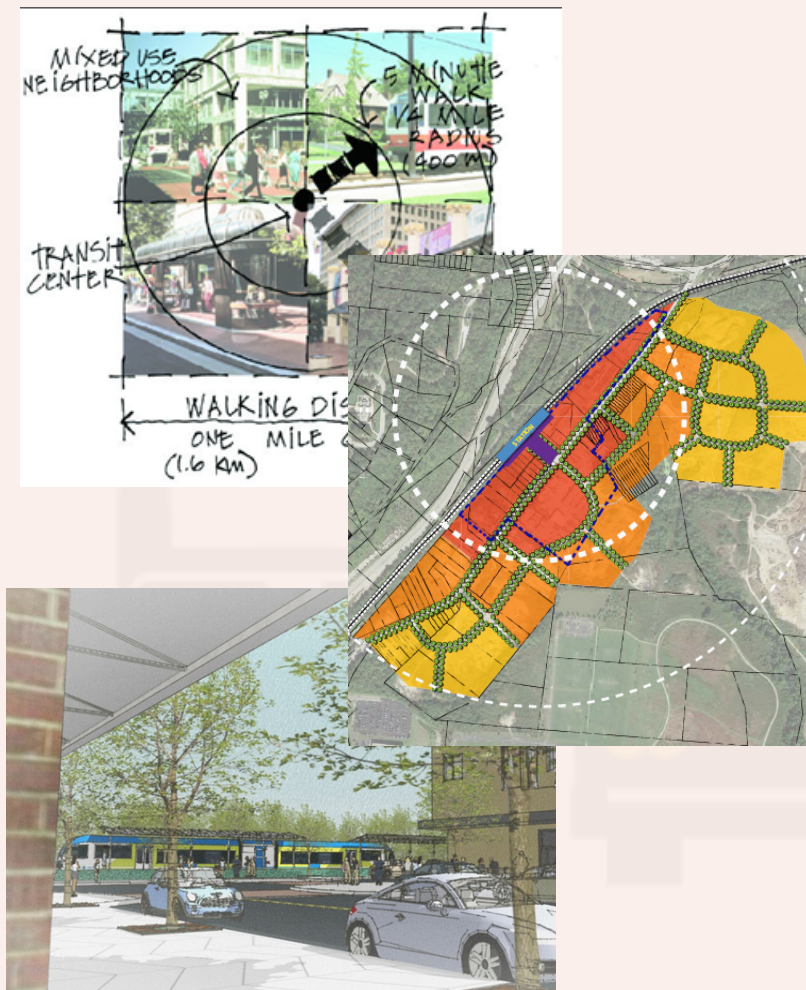 MIXED USE
NEIGHBORHOODS
5 MINUTE
WALK
1/4 MILE
RADIUS
(400 m)
TRANSIT
CENTER
WALKING
ONE MILE
(1.6 Km)
STATION